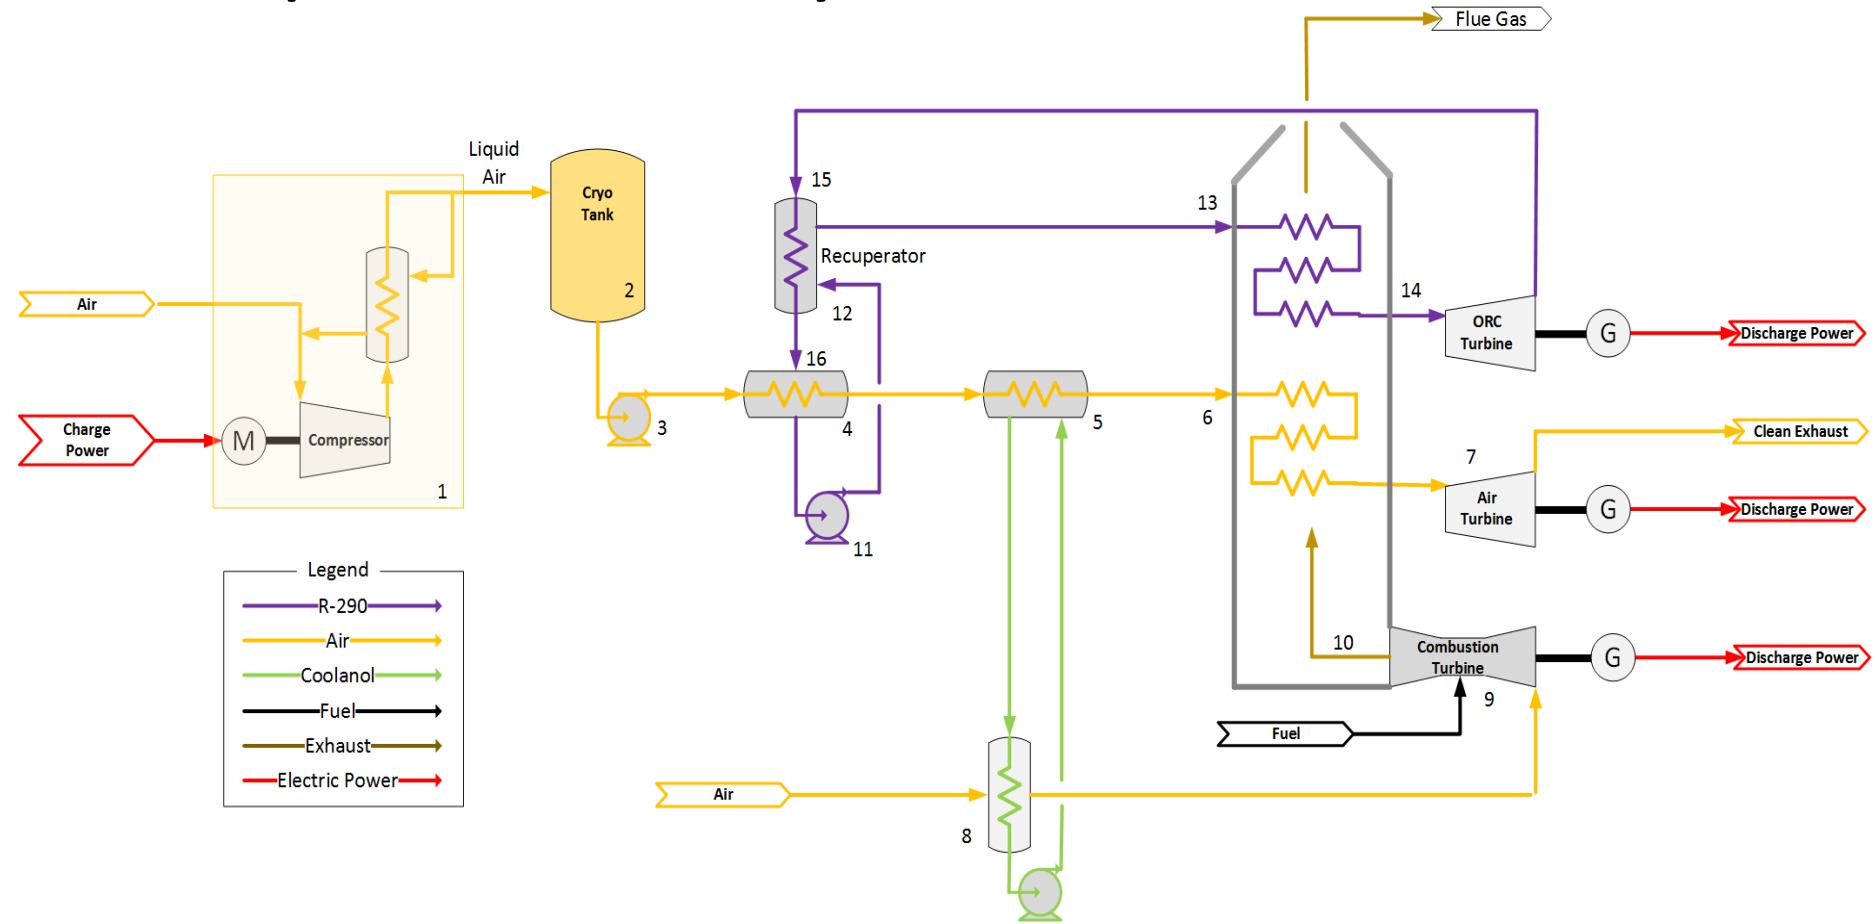 Flue Gas
Liquid
Air
Cryo
Tank
15
13
Recuperator
2
14
Air
12
ORC
Turbine
G
Discharge Power
16
Charge
Power
M
Compressor
3
4
5
6
Clean Exhaust
7
1
Air
Turbine
G
Discharge Power
11
Legend
R-290
Air
Coolanol
Fuel
Exhaust
Electric Power
10
Combustion
Turbine
G
Discharge Power
9
Fuel
Air
8